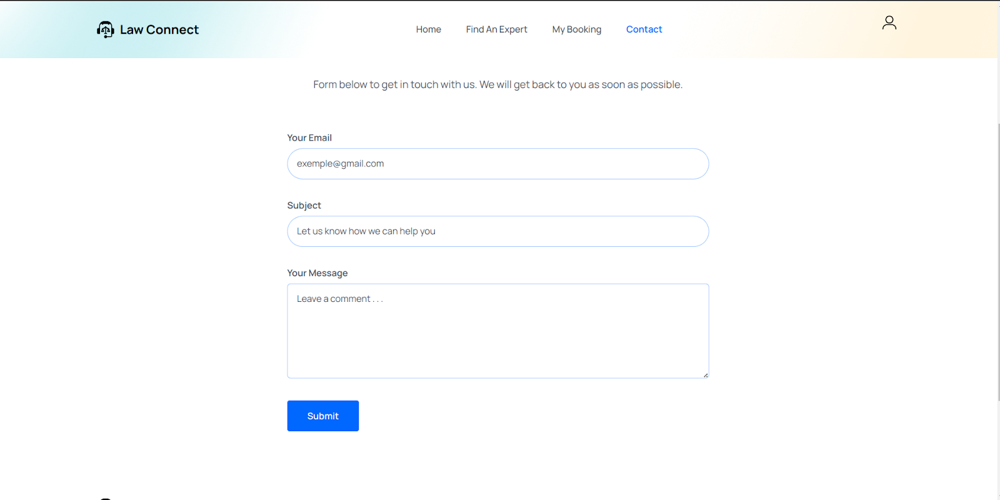 Law Connect
Home Find An Expert My Booking Contact
Form below to get in touch with us. We will get back to you as soon as possible.
Your Email
exemple@gmail.com
Subject
Let us know how we can help you
Your Message
Leave a comment . . .
Submit